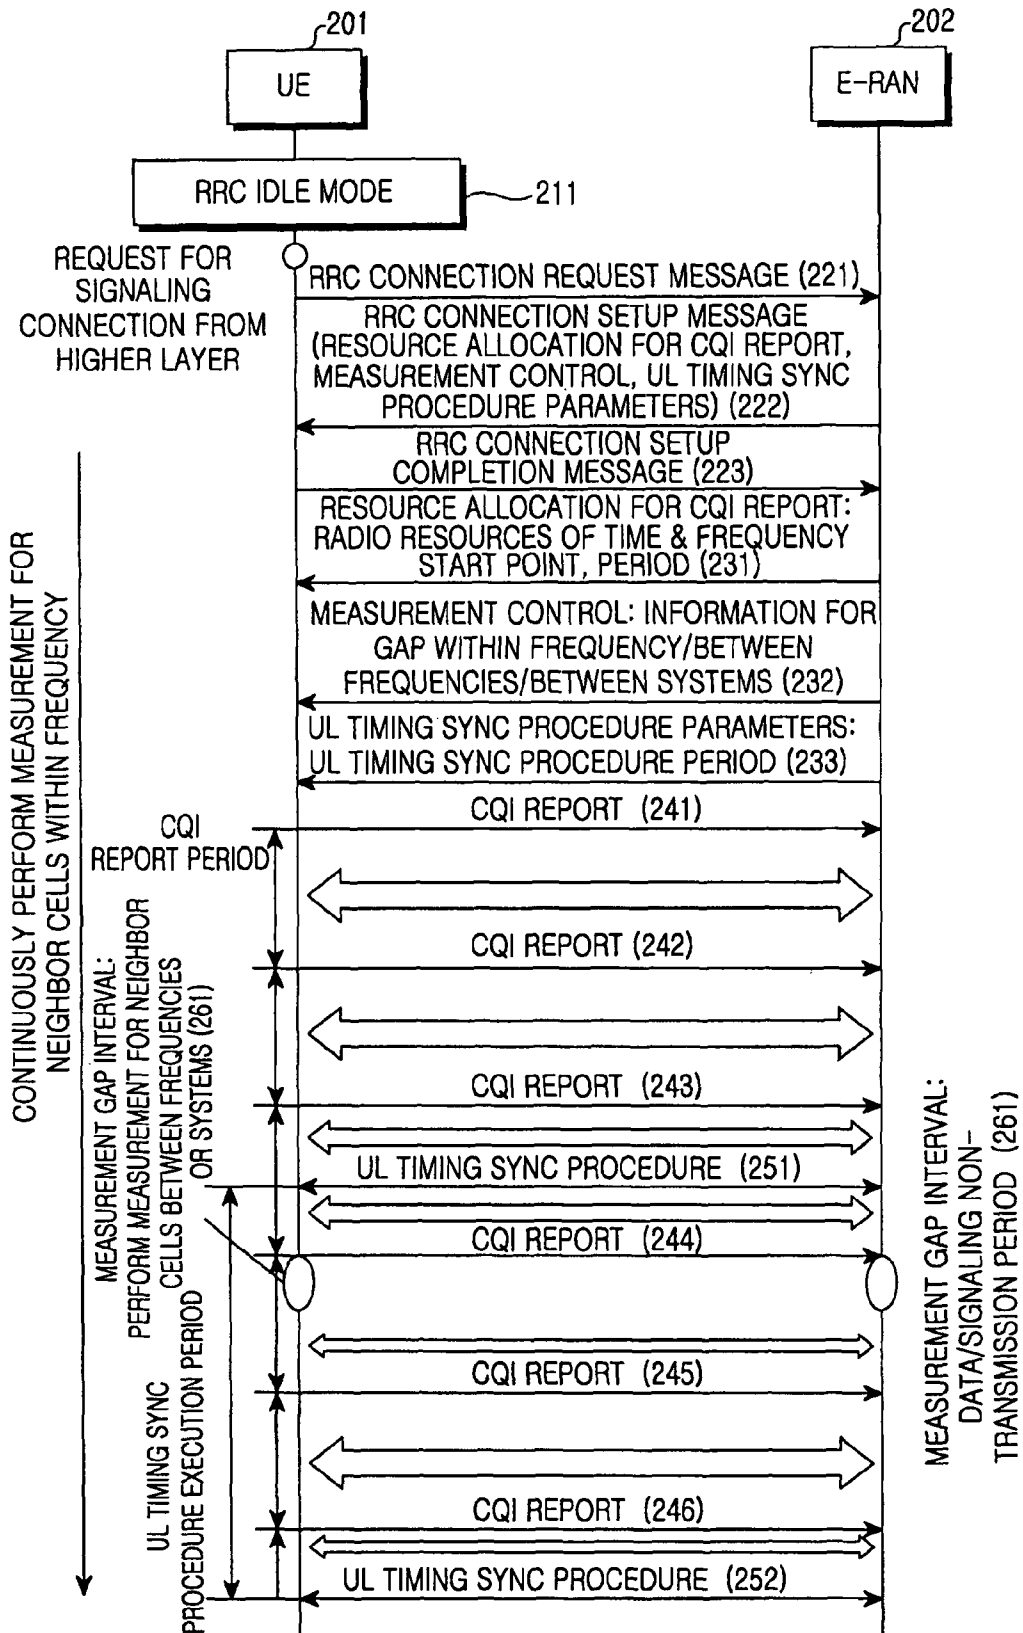 201
202
UE
E-RAN
RRC IDLE MODE
211
REQUEST FOR
SIGNALING
CONNECTION FROM
HIGHER LAYER
RRC CONNECTION REQUEST MESSAGE (221)
RRC CONNECTION SETUP MESSAGE
(RESOURCE ALLOCATION FOR CQI REPORT,
MEASUREMENT CONTROL, UL TIMING SYNC
PROCEDURE PARAMETERS) (222)
RRC CONNECTION SETUP
COMPLETION MESSAGE (223)
RESOURCE ALLOCATION FOR CQI REPORT:
RADIO RESOURCES OF TIME & FREQUENCY
START POINT, PERIOD (231)
MEASUREMENT CONTROL: INFORMATION FOR
GAP WITHIN FREQUENCY/BETWEEN
FREQUENCIES/BETWEEN SYSTEMS (232)
UL TIMING SYNC PROCEDURE PARAMETERS:
UL TIMING SYNC PROCEDURE PERIOD (233)
CONTINUOUSLY PERFORM MEASUREMENT FOR
NEIGHBOR CELLS WITHIN FREQUENCY
CQI REPORT (241)
CQI
REPORT PERIOD
CQI REPORT (242)
CQI REPORT (243)
MEASUREMENT GAP INTERVAL:
PERFORM MEASUREMENT FOR NEIGHBOR
CELLS BETWEEN FREQUENCIES
OR SYSTEMS (261)
UL TIMING SYNC PROCEDURE (251)
CQI REPORT (244)
MEASUREMENT GAP INTERVAL:
DATA/SIGNALING NON-
TRANSMISSION PERIOD (261)
CQI REPORT (245)
UL TIMING SYNC
PROCEDURE EXECUTION PERIOD
CQI REPORT (246)
UL TIMING SYNC PROCEDURE (252)